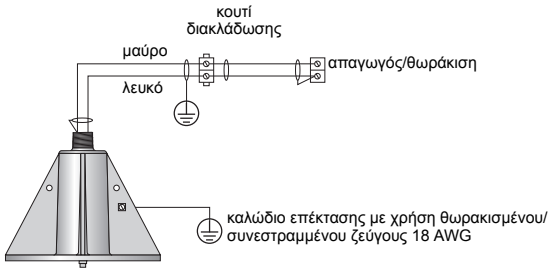 κουτί
διακλάδωσης
μαύρο
απαγωγός/θωράκιση
λευκό
καλώδιο επέκτασης με χρήση θωρακισμένου/
συνεστραμμένου ζεύγους 18 AWG